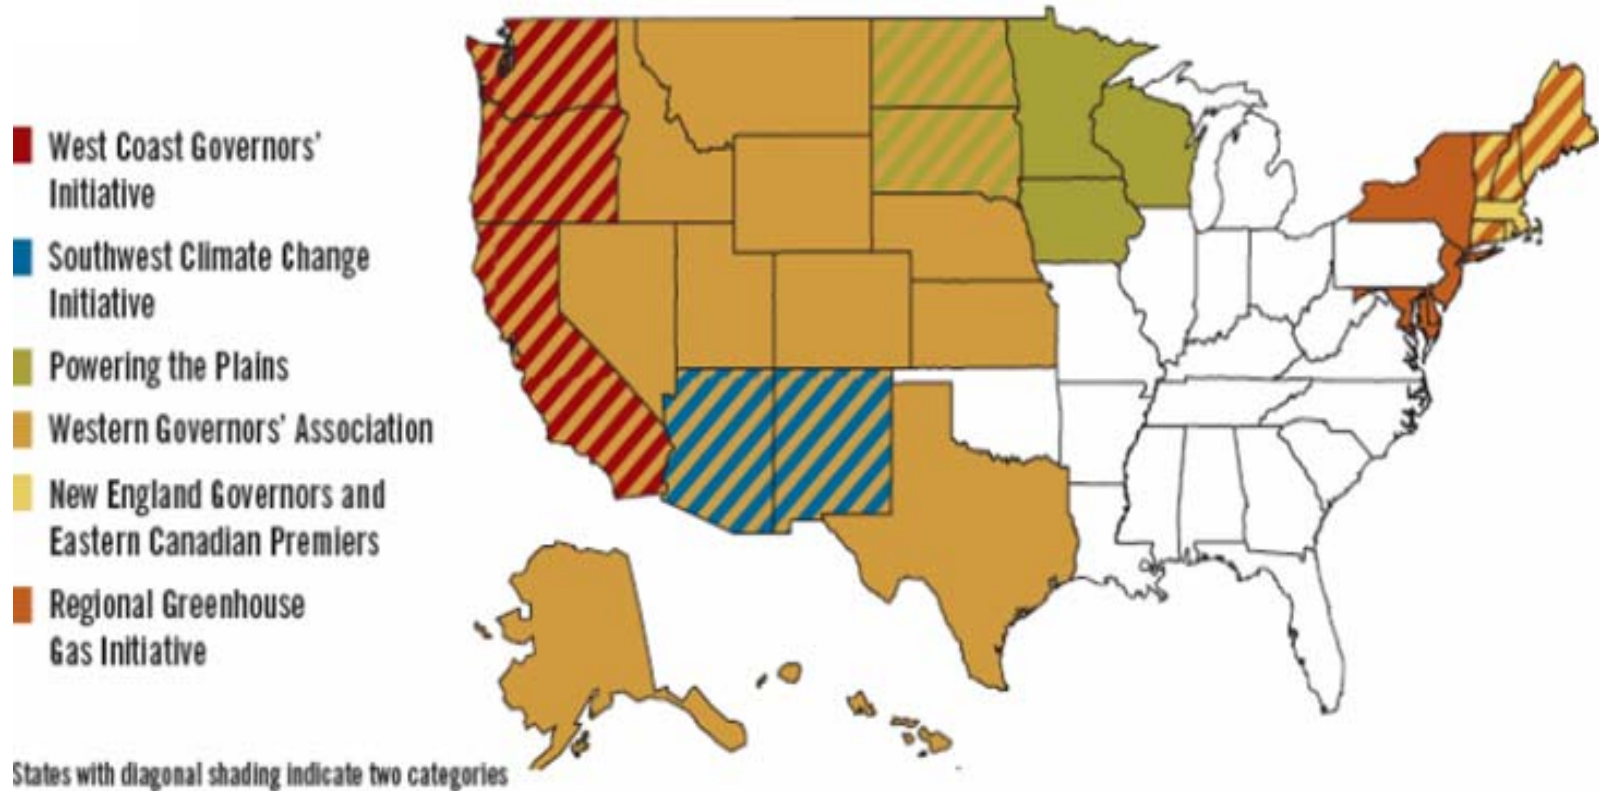 West Coast Governors'
Initiative
Southwest Climate Change
Initiative
Powering the Plains
Western Governors' Association
New England Governors and
Eastern Canadian Premiers
Regional Greenhouse
Gas Initiative
States with diagonal shading indicate two categories